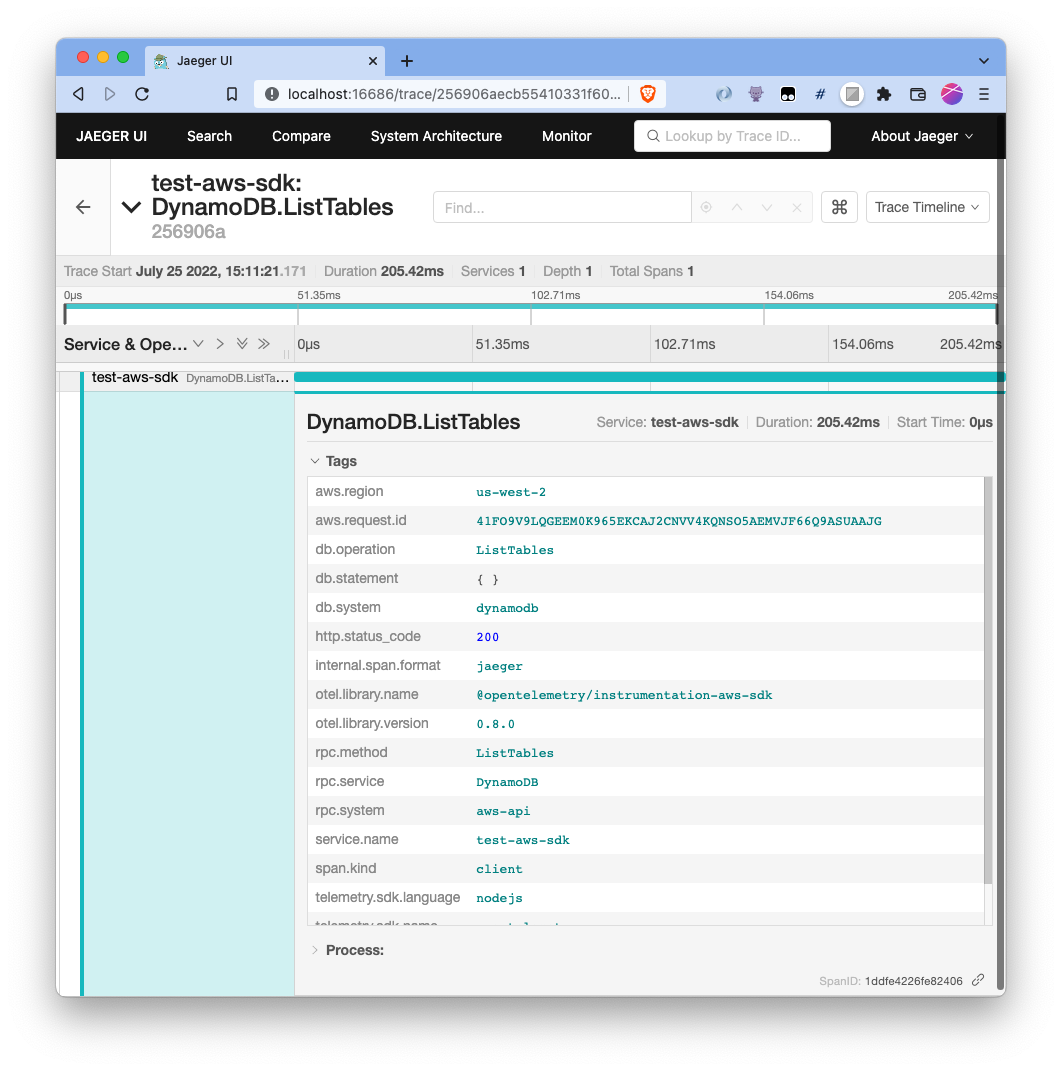 Jaeger UI
localhost:16686/trace/256906aecb55410331f60...
#
JAEGER UI Search Compare System Architecture Monitor Lookup by Trace ID... About Jaeger
test-aws-sdk:
DynamoDB.ListTables
256906a
Find...
Trace Timeline
Trace Start July 25 2022, 15:11:21.171 Duration 205.42ms Services 1 Depth 1 Total Spans 1
0μs 51.35ms 102.71ms 154.06ms 205.42ms
Service & Ope... 0μs 51.35ms 102.71ms 154.06ms 205.42ms
test-aws-sdk DynamoDB.ListTa...
DynamoDB.ListTables Service: test-aws-sdk Duration: 205.42ms Start Time: 0μs
Tags
aws.region us-west-2
aws.request.id 41FO9V9LQGEEM0K965EKCAJ2CNVV4KQNSO5AEMVJF66Q9ASUAAJG
db.operation ListTables
db.statement { }
db.system dynamodb
http.status_code 200
internal.span.format jaeger
otel.library.name @opentelemetry/instrumentation-aws-sdk
otel.library.version 0.8.0
rpc.method ListTables
rpc.service DynamoDB
rpc.system aws-api
service.name test-aws-sdk
span.kind client
telemetry.sdk.language nodejs
telemetry.sdk.name
Process:
SpanID: 1ddfe4226fe82406